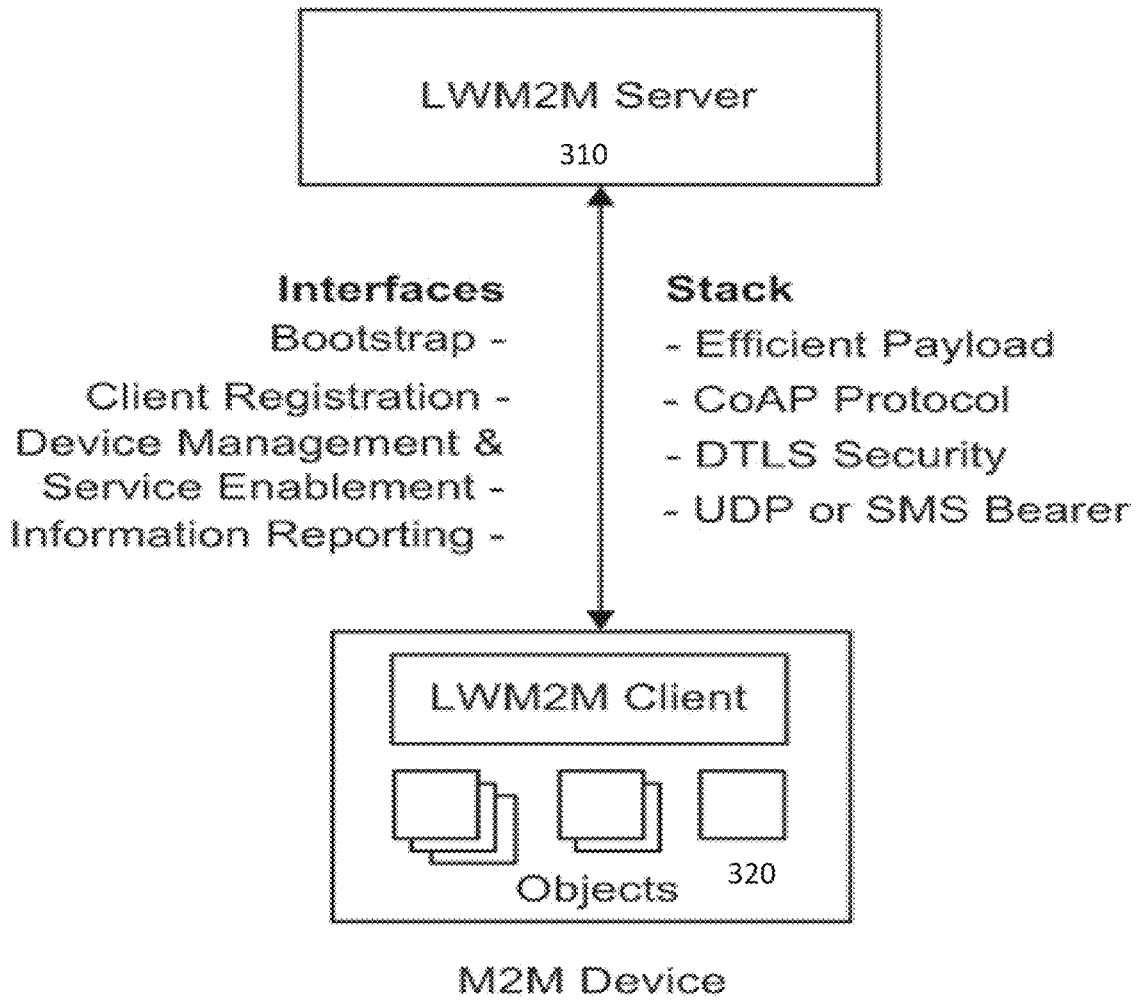 LWM2M Server
310
Interfaces
Bootstrap -
Client Registration -
Device Management &
Service Enablement -
Information Reporting -
Stack
- Efficient Payload
- CoAP Protocol
- DTLS Security
- UDP or SMS Bearer
LWM2M Client
320
Objects
M2M Device